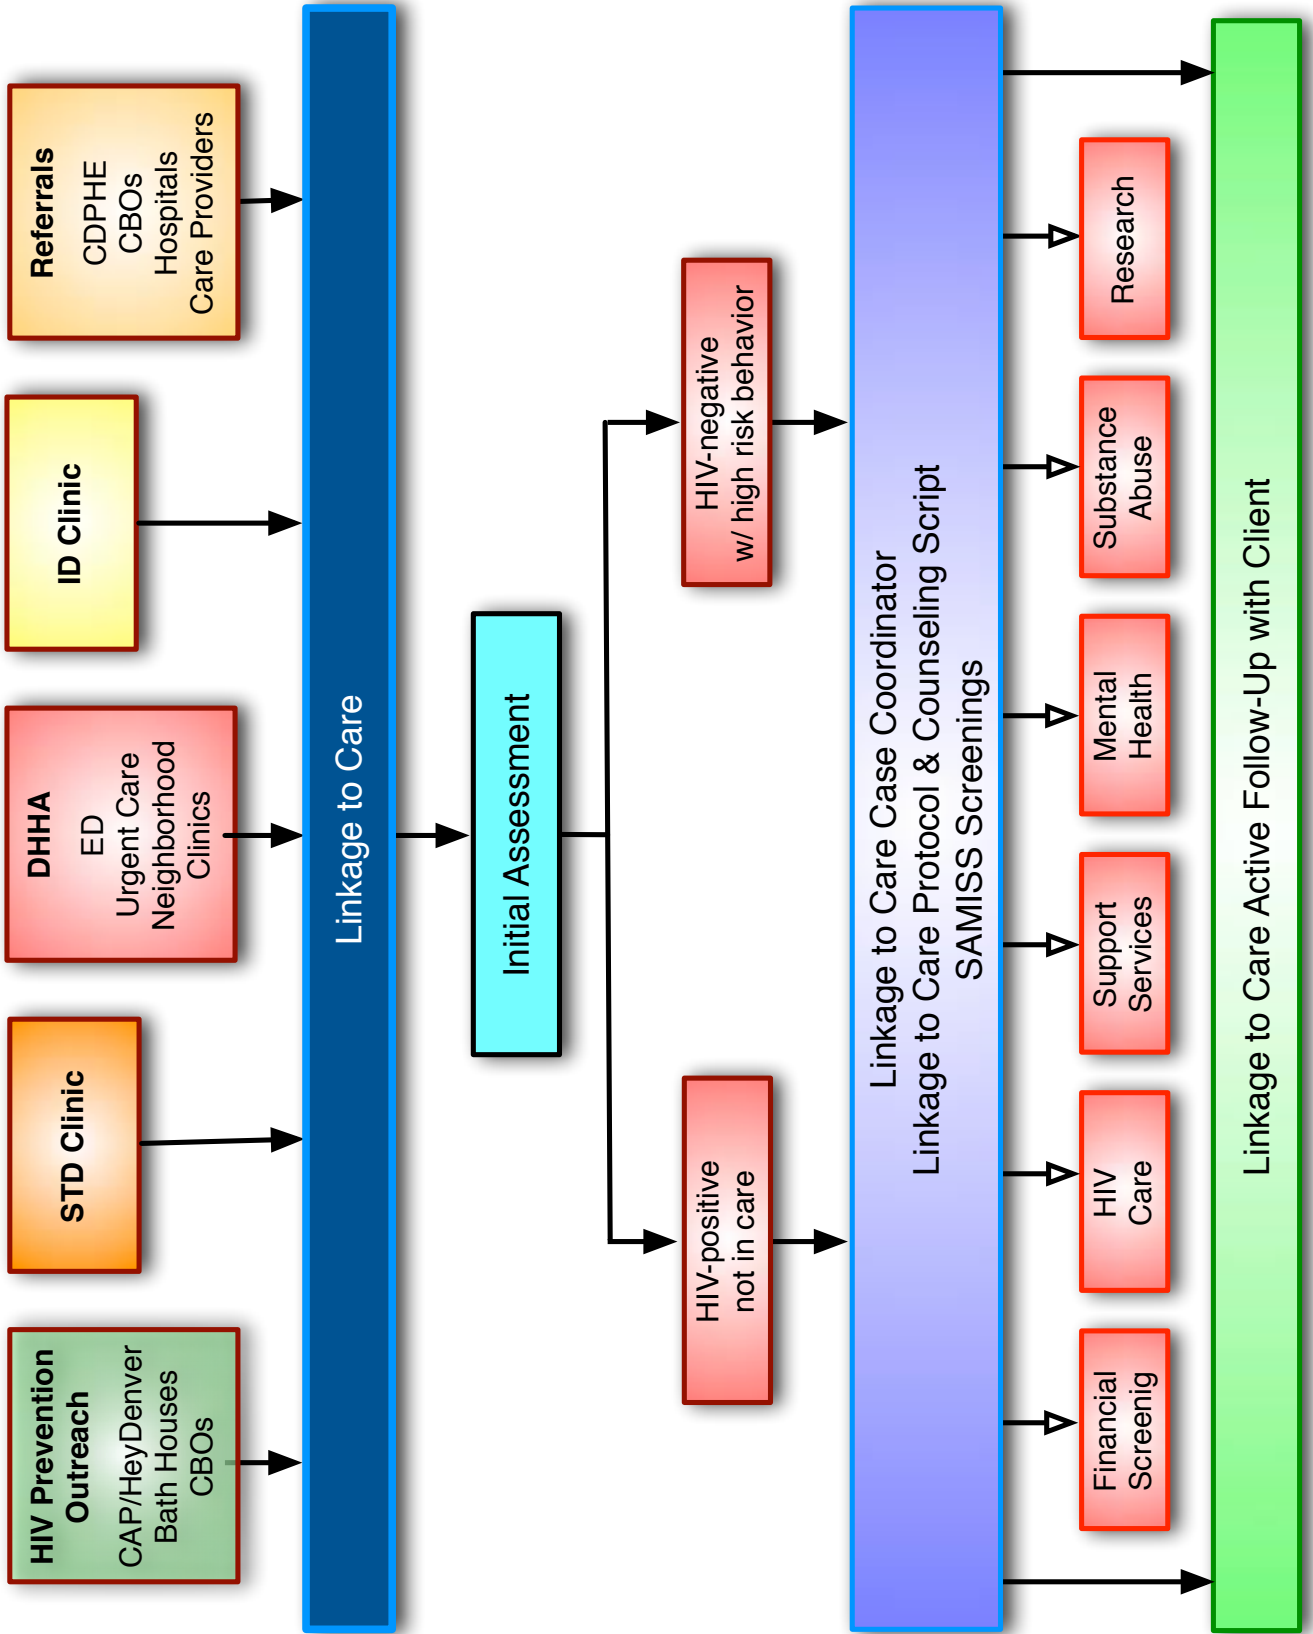 HIV Prevention
Outreach
CAP/HeyDenver
Bath Houses
CBOs
STD Clinic
DHHA
ED
Urgent Care
Neighborhood
Clinics
ID Clinic
Referrals
CDPHE
CBOs
Hospitals
Care Providers
Linkage to Care
Initial Assessment
HIV-positive
not in care
HIV-negative
w/ high risk behavior
Linkage to Care Case Coordinator
Linkage to Care Protocol & Counseling Script
SAMISS Screenings
Financial
Screenig
HIV
Care
Support
Services
Mental
Health
Substance
Abuse
Research
Linkage to Care Active Follow-Up with Client